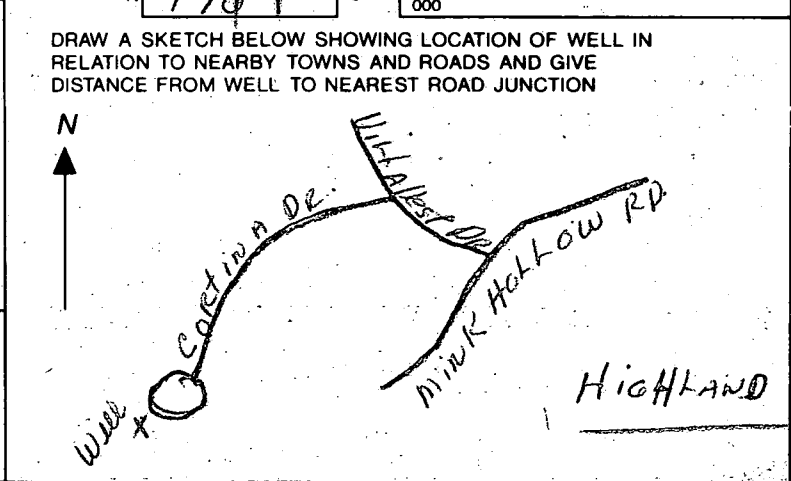 000
DRAW A SKETCH BELOW SHOWING LOCATION OF WELL IN
RELATION TO NEARBY TOWNS AND ROADS AND GIVE
DISTANCE FROM WELL TO NEAREST ROAD JUNCTION
N
DR.
CORTINA DR.
MINK HOLLOW RD.
HIGHLAND
Well